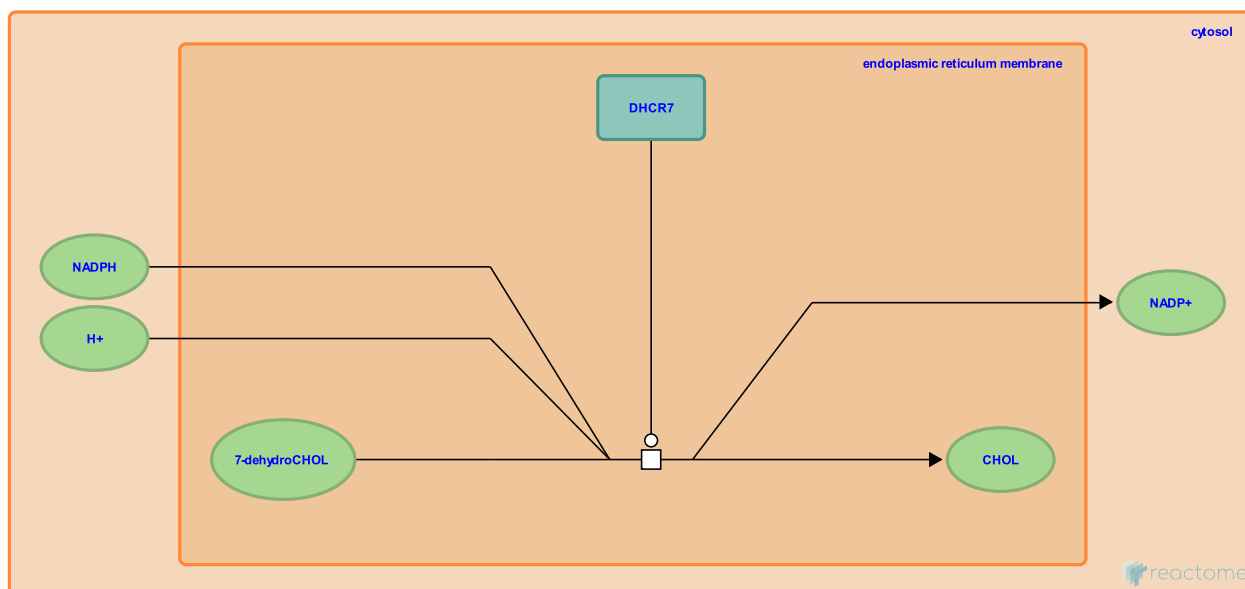 cytosol
endoplasmic reticulum membrane
DHCR7
NADPH
H+
NADP+
7-dehydroCHOL
CHOL
reactome